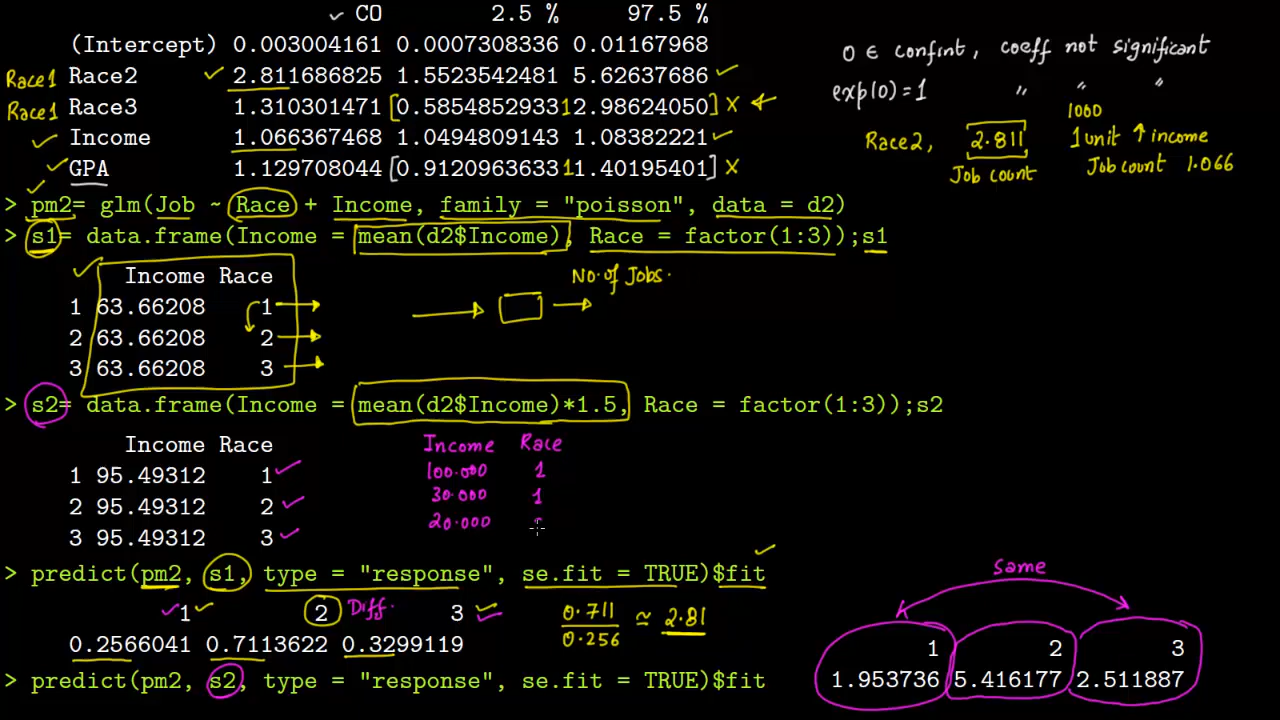 ✓ CO 2.5 % 97.5 %
(Intercept) 0.003004161 0.0007308336 0.01167968
Race1 Race2 ✓ 2.811686825 1.5523542481 5.62637686 ✓
Race1 Race3 1.310301471 [0.5854852933 1 2.98624050] X
✓ Income 1.066367468 1.0494809143 1.08382221 ✓
✓ GPA 1.129708044 [0.9120963633 1 1.40195401] X
0 ∈ confint, coeff not significant
exp(0) = 1 " " "
1000
Race2, 2.811 1 unit ↑ income
Job count Job count 1.066
> pm2= glm(Job ~ Race + Income, family = "poisson", data = d2)
> s1= data.frame(Income = mean(d2$Income), Race = factor(1:3));s1
Income Race
1 63.66208 1
2 63.66208 2
3 63.66208 3
No. of Jobs.
> s2= data.frame(Income = mean(d2$Income)*1.5, Race = factor(1:3));s2
Income Race
1 95.49312 1 ✓
2 95.49312 2 ✓
3 95.49312 3 ✓
Income Race
100.000 1
30.000 1
20.000
> predict(pm2, s1, type = "response", se.fit = TRUE)$fit
✓ 1 ✓ 2 Diff. 3 ✓
0.2566041 0.7113622 0.3299119
0.711
0.256 ≃ 2.81
> predict(pm2, s2, type = "response", se.fit = TRUE)$fit
Same
1 2 3
1.953736 5.416177 2.511887